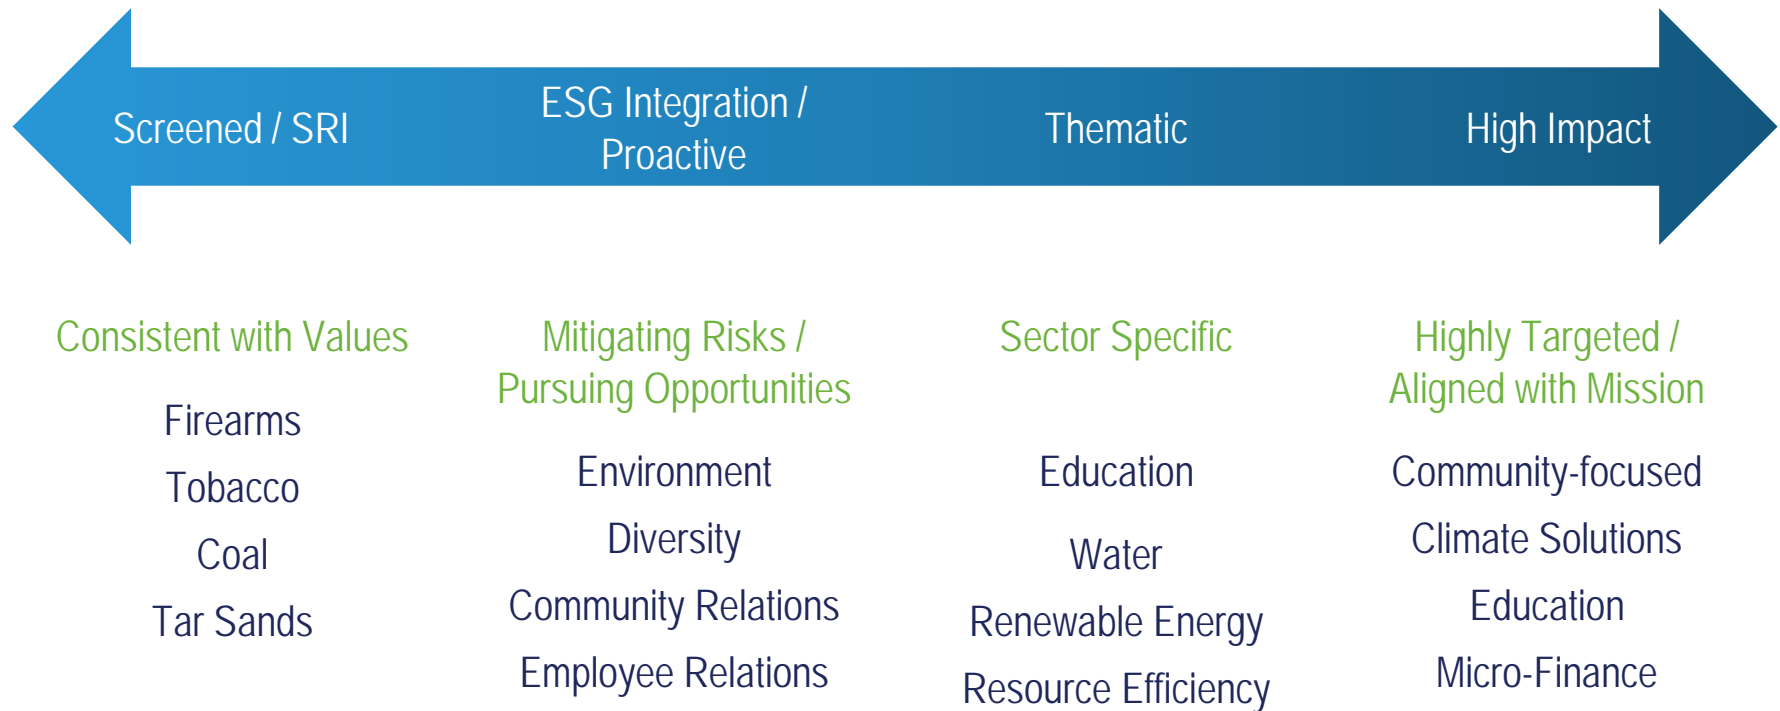 Screened / SRI
ESG Integration /
Proactive
Thematic
High Impact
Consistent with Values
Firearms
Tobacco
Coal
Tar Sands
Mitigating Risks /
Pursuing Opportunities
Environment
Diversity
Community Relations
Employee Relations
Sector Specific
Education
Water
Renewable Energy
Resource Efficiency
Highly Targeted /
Aligned with Mission
Community-focused
Climate Solutions
Education
Micro-Finance